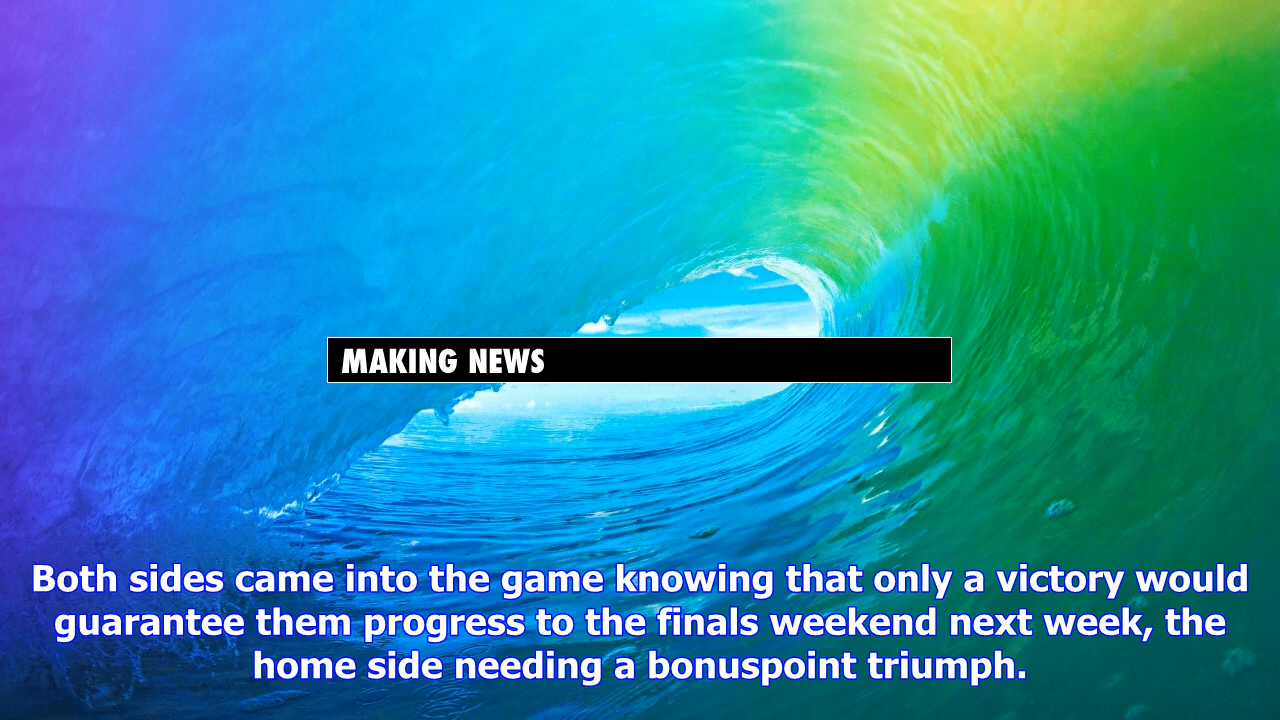 MAKING NEWS
Both sides came into the game knowing that only a victory would
guarantee them progress to the finals weekend next week, the
home side needing a bonuspoint triumph.